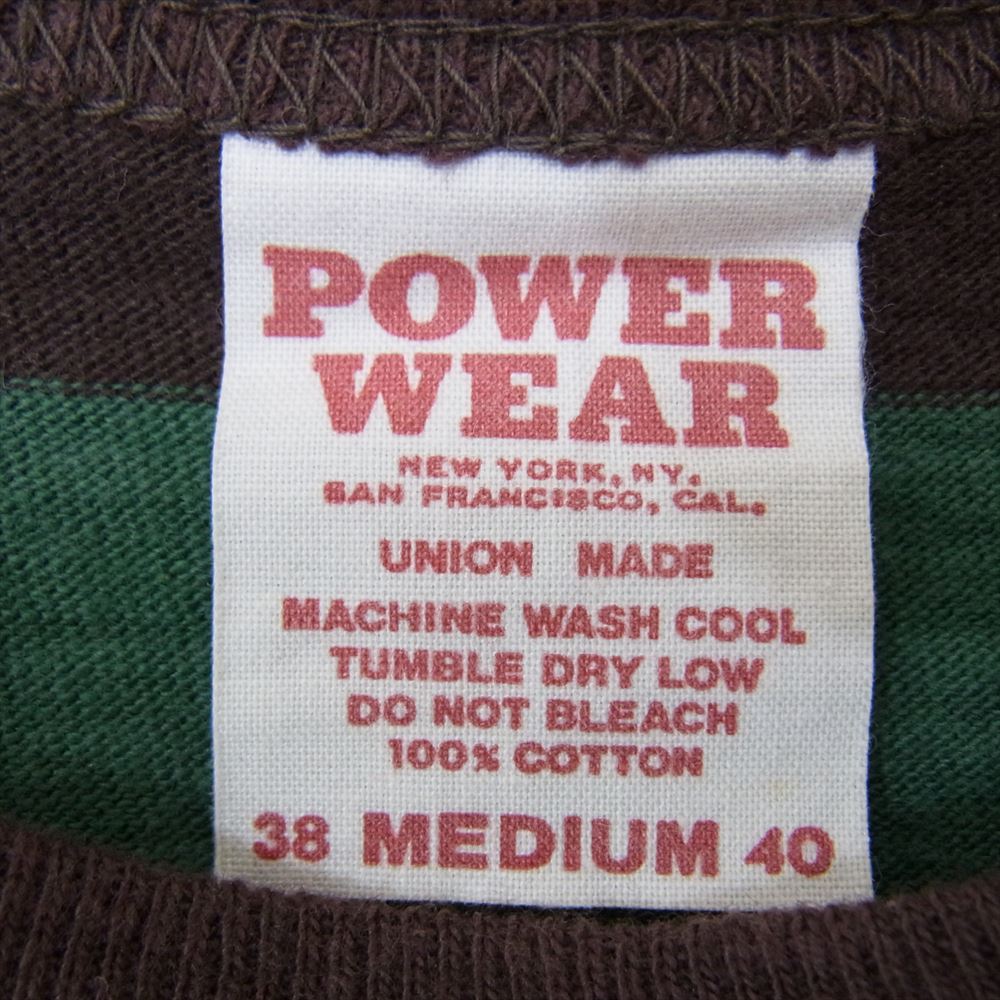 POWER
WEAR
NEW YORK, NY.
SAN FRANCISCO, CAL.
UNION MADE
MACHINE WASH COOL
TUMBLE DRY LOW
DO NOT BLEACH
100% COTTON
38 MEDIUM 40